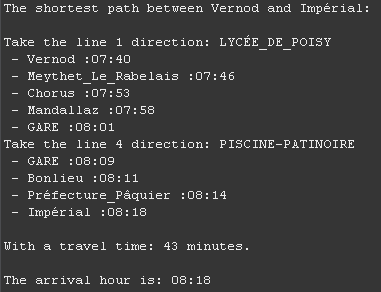 The shortest path between Vernod and Impérial:
Take the line 1 direction: LYCÉE_DE_POISY
- Vernod :07:40
- Meythet_Le_Rabelais :07:46
- Chorus :07:53
- Mandallaz :07:58
- GARE :08:01
Take the line 4 direction: PISCINE-PATINOIRE
- GARE :08:09
- Bonlieu :08:11
- Préfecture_Pâquier :08:14
- Impérial :08:18
With a travel time: 43 minutes.
The arrival hour is: 08:18